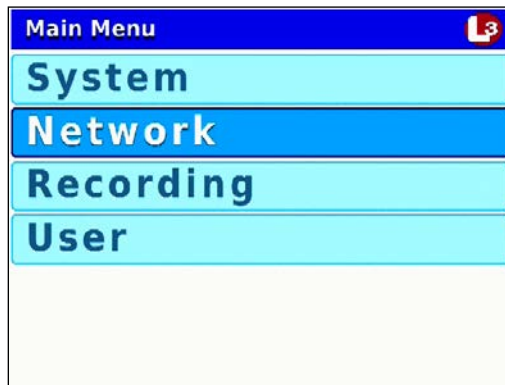 Main Menu
L3
System
Network
Recording
User